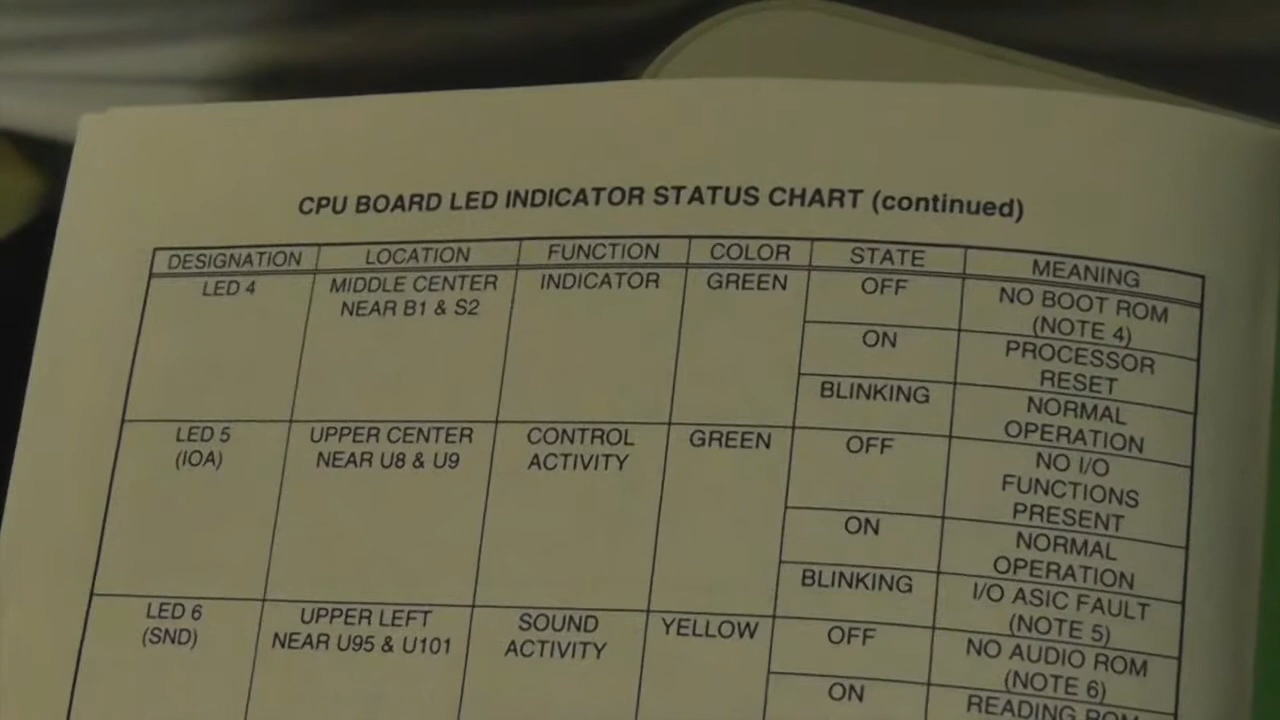 CPU BOARD LED INDICATOR STATUS CHART (continued)
DESIGNATION LOCATION FUNCTION COLOR STATE MEANING
LED 4 MIDDLE CENTER INDICATOR GREEN OFF NO BOOT ROM
NEAR B1 & S2 (NOTE 4)
ON PROCESSOR
RESET
BLINKING NORMAL
OPERATION
LED 5 UPPER CENTER CONTROL GREEN OFF NO I/O
(IOA) NEAR U8 & U9 ACTIVITY FUNCTIONS
PRESENT
ON NORMAL
OPERATION
BLINKING I/O ASIC FAULT
(NOTE 5)
LED 6 UPPER LEFT SOUND YELLOW OFF NO AUDIO ROM
(SND) NEAR U95 & U101 ACTIVITY (NOTE 6)
ON READING ROM